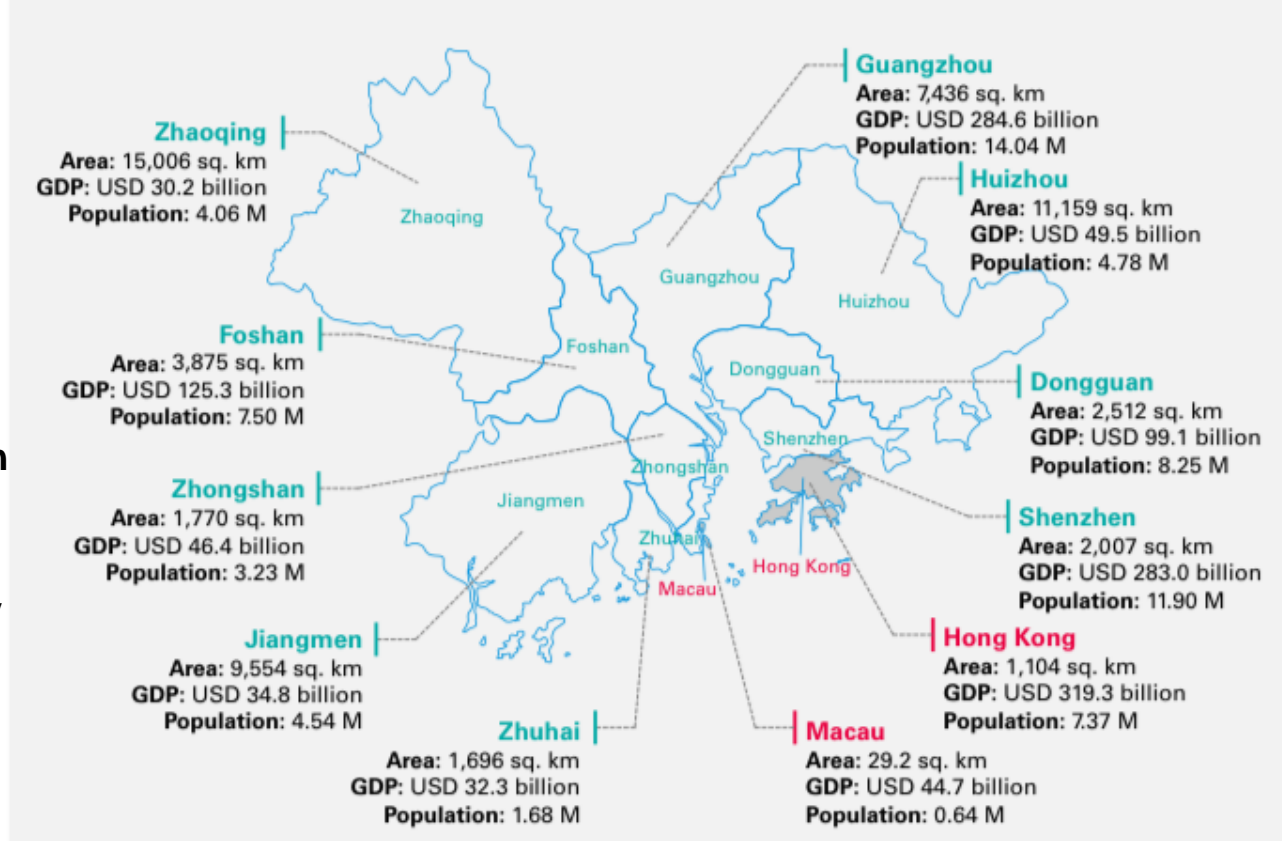 Guangzhou
Area: 7,436 sq. km
GDP: USD 284.6 billion
Population: 14.04 M
Zhaoqing
Area: 15,006 sq. km
GDP: USD 30.2 billion
Population: 4.06 M
Huizhou
Area: 11,159 sq. km
GDP: USD 49.5 billion
Population: 4.78 M
Zhaoqing
Guangzhou
Huizhou
Foshan
Area: 3,875 sq. km
GDP: USD 125.3 billion
Population: 7.50 M
Foshan
Dongguan
Dongguan
Area: 2,512 sq. km
GDP: USD 99.1 billion
Population: 8.25 M
Shenzhen
Zhongshan
Jiangmen
Zhongshan
Area: 1,770 sq. km
GDP: USD 46.4 billion
Population: 3.23 M
Shenzhen
Area: 2,007 sq. km
GDP: USD 283.0 billion
Population: 11.90 M
Zhuhai
Hong Kong
Macau
Jiangmen
Area: 9,554 sq. km
GDP: USD 34.8 billion
Population: 4.54 M
Hong Kong
Area: 1,104 sq. km
GDP: USD 319.3 billion
Population: 7.37 M
Zhuhai
Area: 1,696 sq. km
GDP: USD 32.3 billion
Population: 1.68 M
Macau
Area: 29.2 sq. km
GDP: USD 44.7 billion
Population: 0.64 M